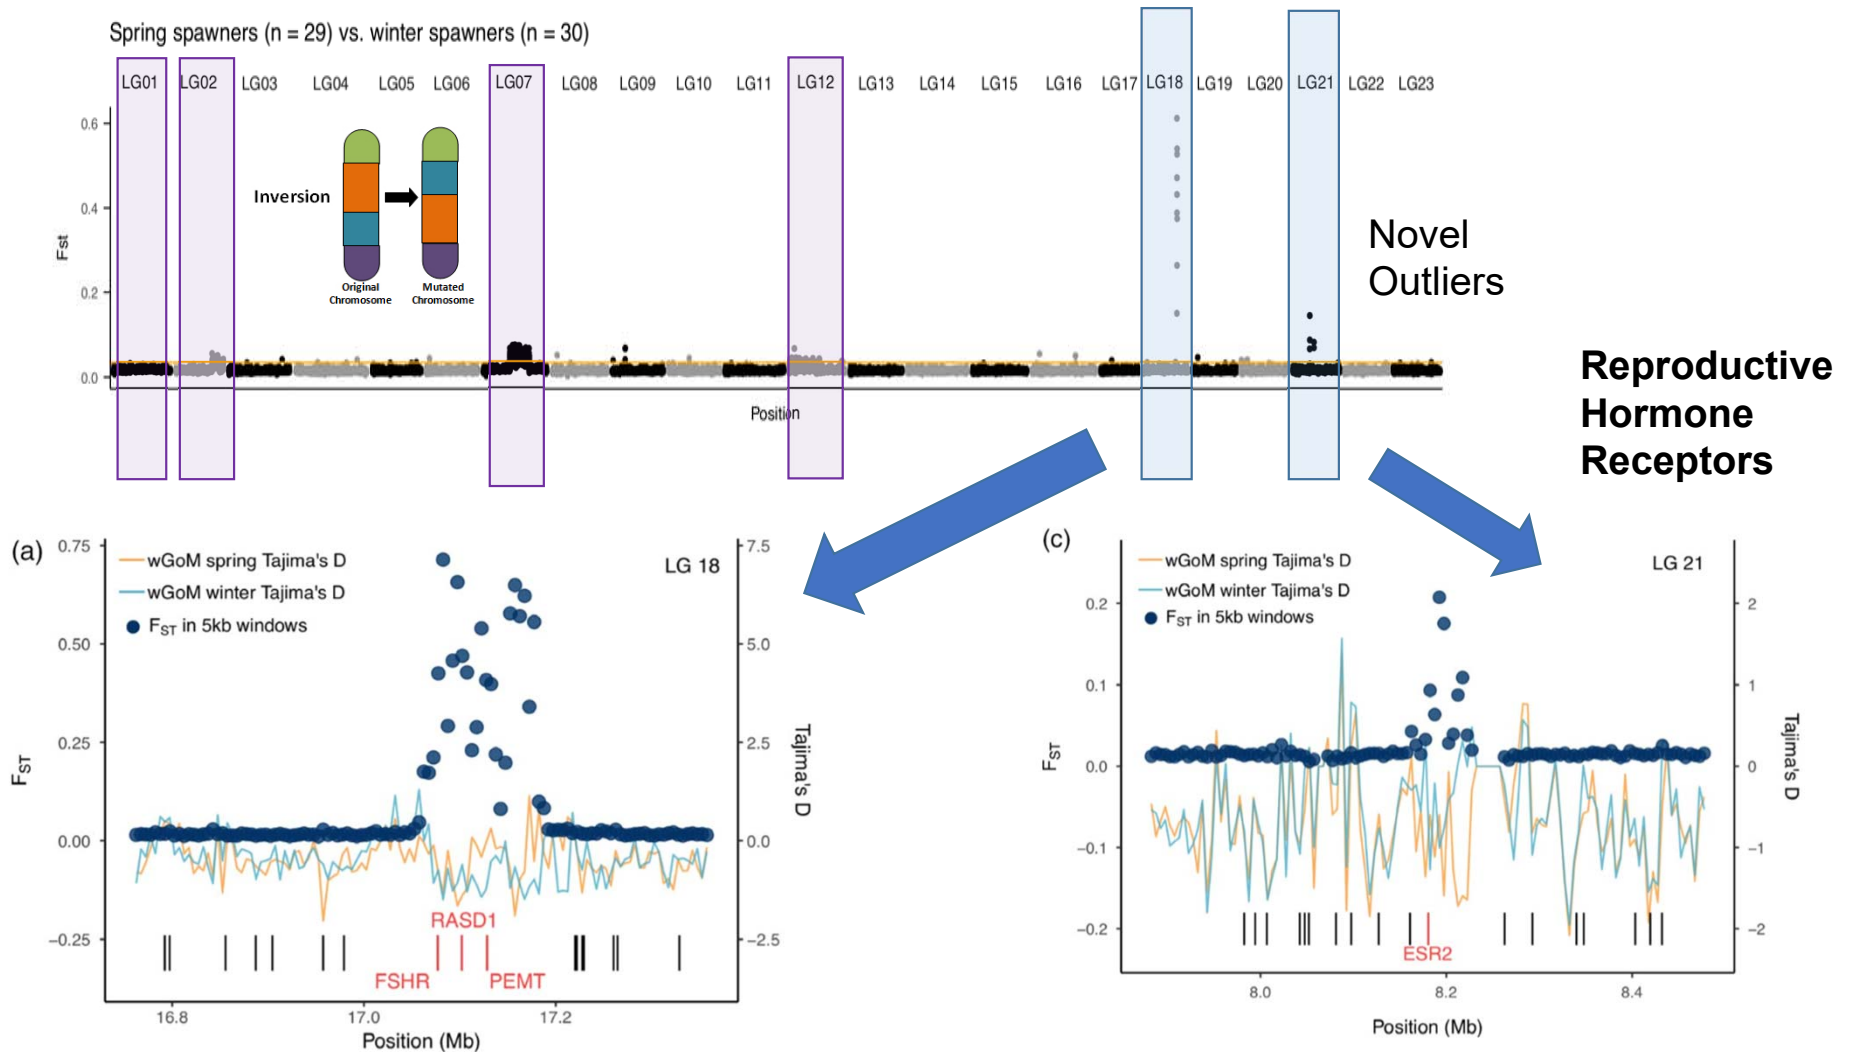 Spring spawners (n = 29) vs. winter spawners (n = 30)
LG01 LG02 LG03 LG04 LG05 LG06 LG07 LG08 LG09 LG10 LG11 LG12 LG13 LG14 LG15 LG16 LG17 LG18 LG19 LG20 LG21 LG22 LG23
0.6
0.4
0.2
0.0
Fst
Inversion
Original
Chromosome
Mutated
Chromosome
Position
Novel
Outliers
Reproductive
Hormone
Receptors
(a)
wGoM spring Tajima's D
wGoM winter Tajima's D
FST in 5kb windows
LG 18
0.75
0.50
0.25
0.00
−0.25
FST
7.5
5.0
2.5
0.0
−2.5
Tajima's D
RASD1
FSHR PEMT
16.8 17.0 17.2
Position (Mb)
(c)
wGoM spring Tajima's D
wGoM winter Tajima's D
FST in 5kb windows
LG 21
0.2
0.1
0.0
−0.1
−0.2
FST
2
1
0
−1
−2
Tajima's D
ESR2
8.0 8.2 8.4
Position (Mb)